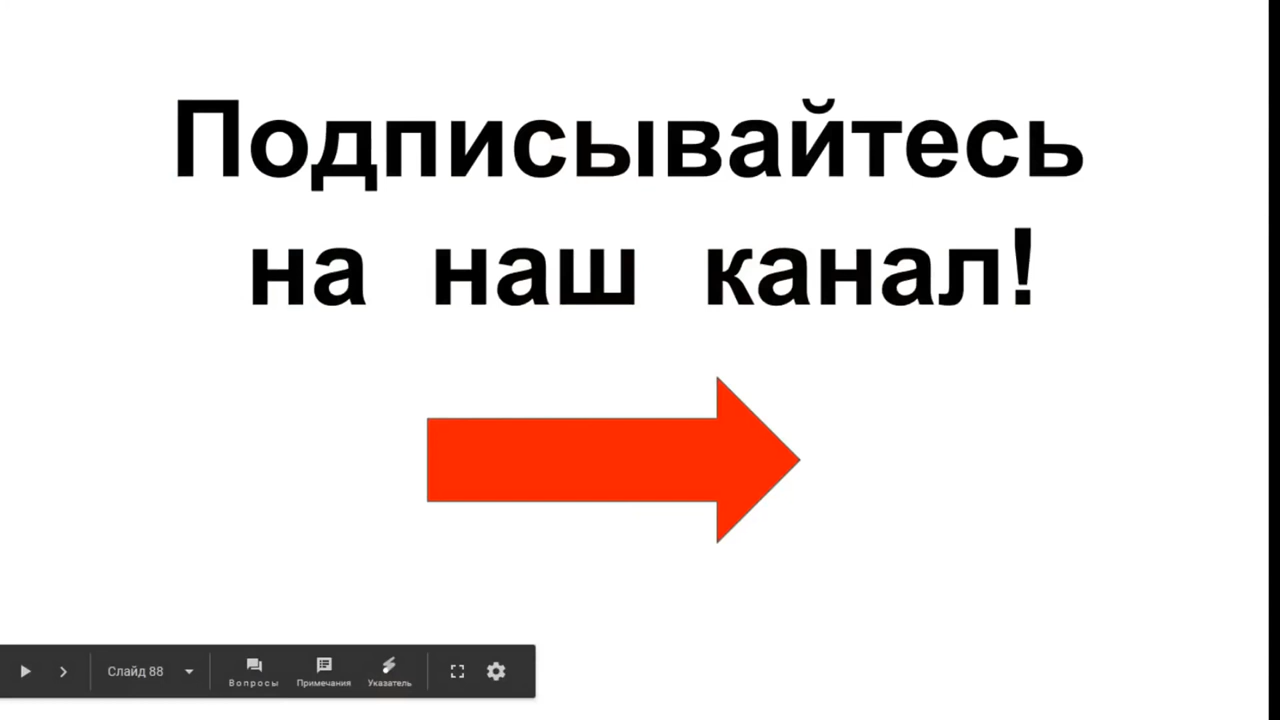 Подписывайтесь
на наш канал!
Слайд 88
Вопросы Примечания Указатель